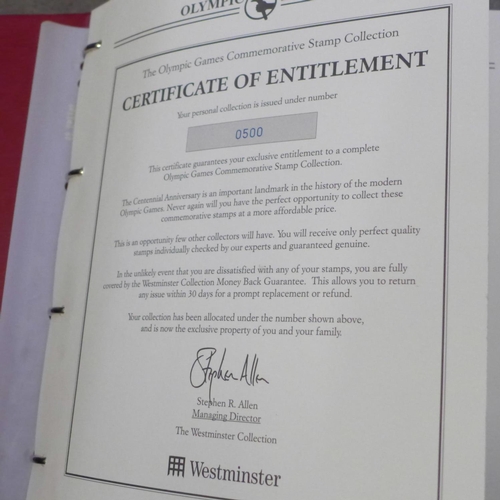 OLYMPIC
The Olympic Games Commemorative Stamp Collection
CERTIFICATE OF ENTITLEMENT
Your personal collection is issued under number
0500
This certificate guarantees your exclusive entitlement to a complete
Olympic Games Commemorative Stamp Collection.
The Centennial Anniversary is an important landmark in the history of the modern
Olympic Games. Never again will you have the perfect opportunity to collect these
commemorative stamps at a more affordable price.
This is an opportunity few other collectors will have. You will receive only perfect quality
stamps individually checked by our experts and guaranteed genuine.
In the unlikely event that you are dissatisfied with any of your stamps, you are fully
covered by the Westminster Collection Money Back Guarantee. This allows you to return
any issue within 30 days for a prompt replacement or refund.
Your collection has been allocated under the number shown above,
and is now the exclusive property of you and your family.
Stephen Allen
Stephen R. Allen
Managing Director
The Westminster Collection
Westminster